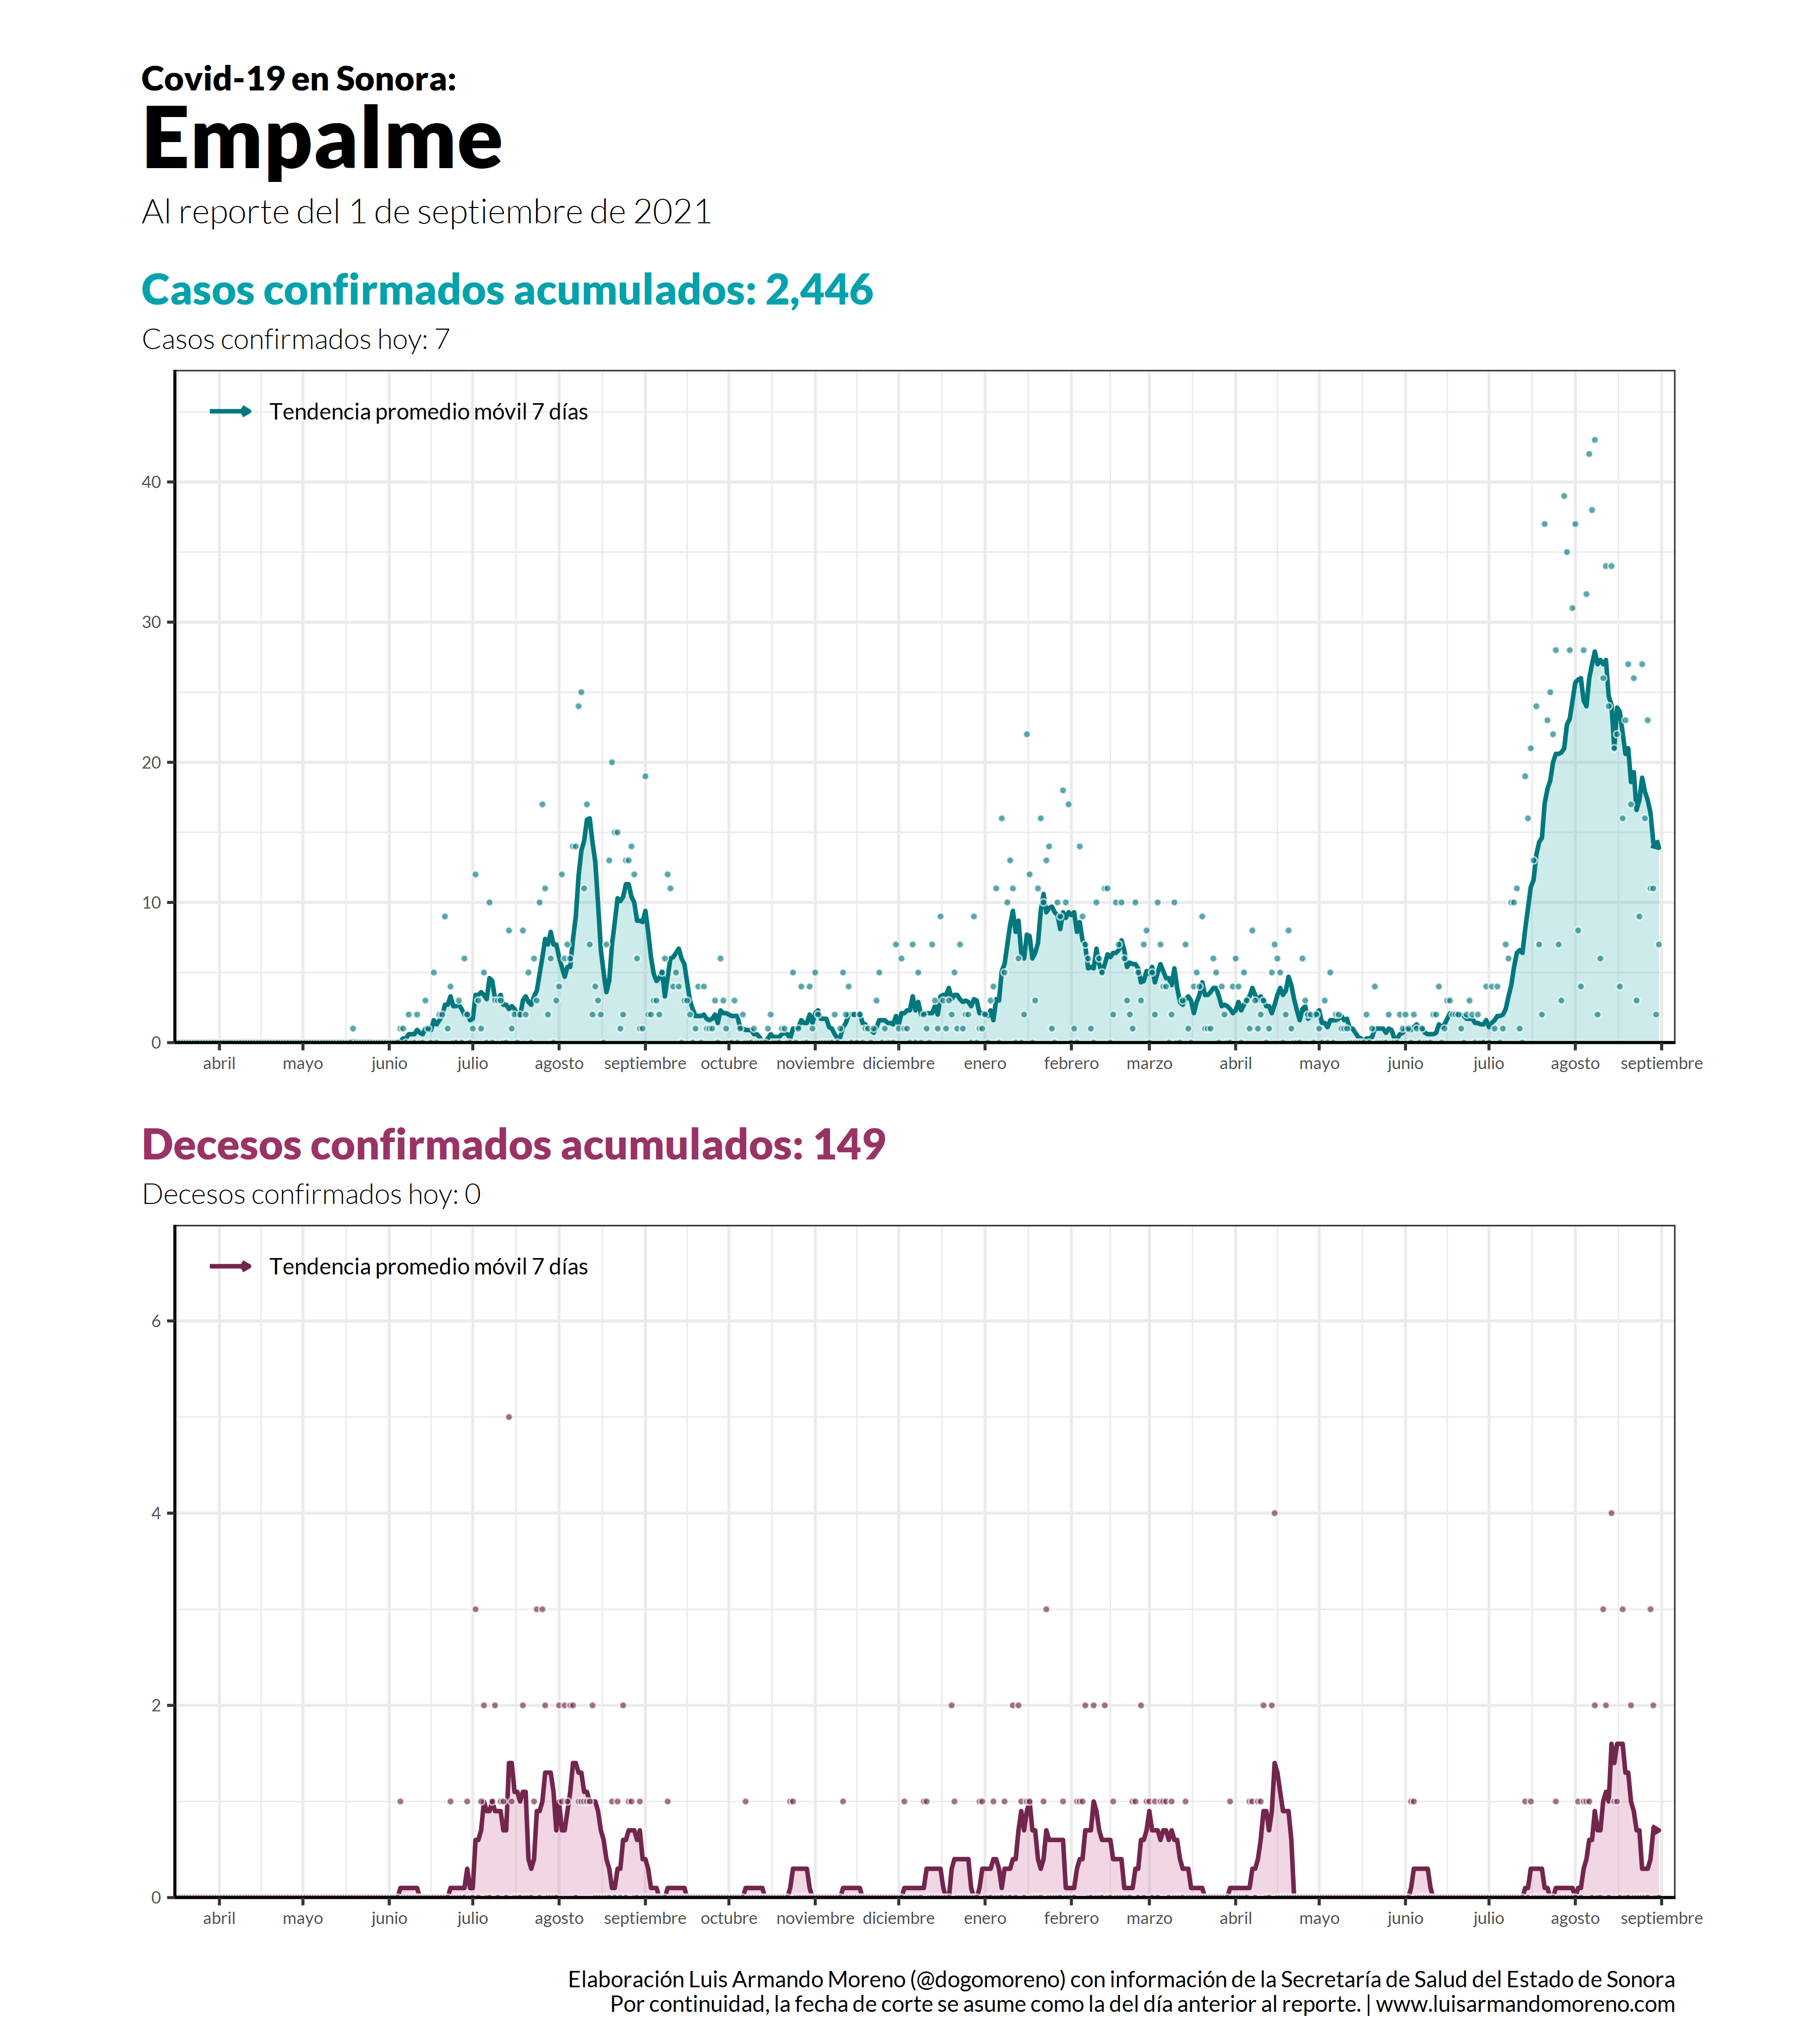 Covid-19 en Sonora:
Empalme
Al reporte del 1 de septiembre de 2021
Casos confirmados acumulados: 2,446
Casos confirmados hoy: 7
Tendencia promedio móvil 7 días
40
30
20
10
0
abril mayo junio julio agosto septiembre octubre noviembre diciembre enero febrero marzo abril mayo junio julio agosto septiembre
Decesos confirmados acumulados: 149
Decesos confirmados hoy: 0
Tendencia promedio móvil 7 días
6
4
2
0
abril mayo junio julio agosto septiembre octubre noviembre diciembre enero febrero marzo abril mayo junio julio agosto septiembre
Elaboración Luis Armando Moreno (@dogomoreno) con información de la Secretaría de Salud del Estado de Sonora
Por continuidad, la fecha de corte se asume como la del día anterior al reporte. | www.luisarmandomoreno.com